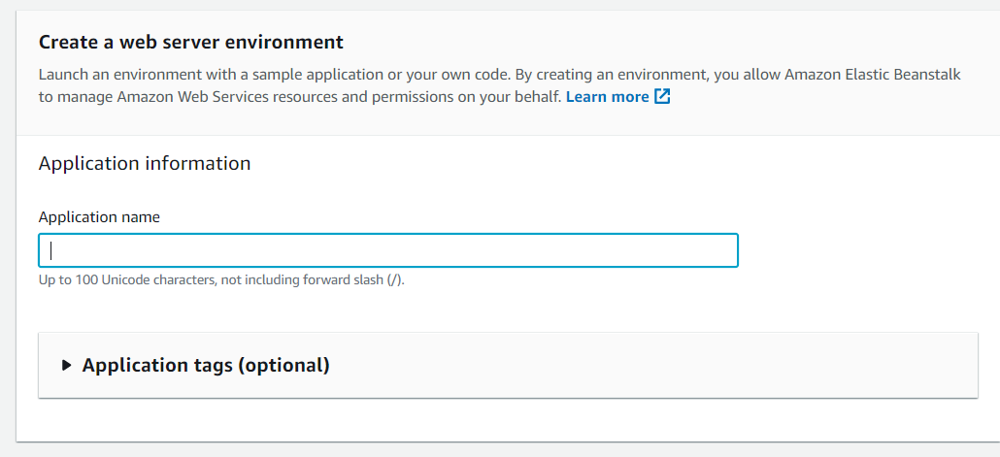 Create a web server environment
Launch an environment with a sample application or your own code. By creating an environment, you allow Amazon Elastic Beanstalk
to manage Amazon Web Services resources and permissions on your behalf. Learn more
Application information
Application name
Up to 100 Unicode characters, not including forward slash (/).
Application tags (optional)